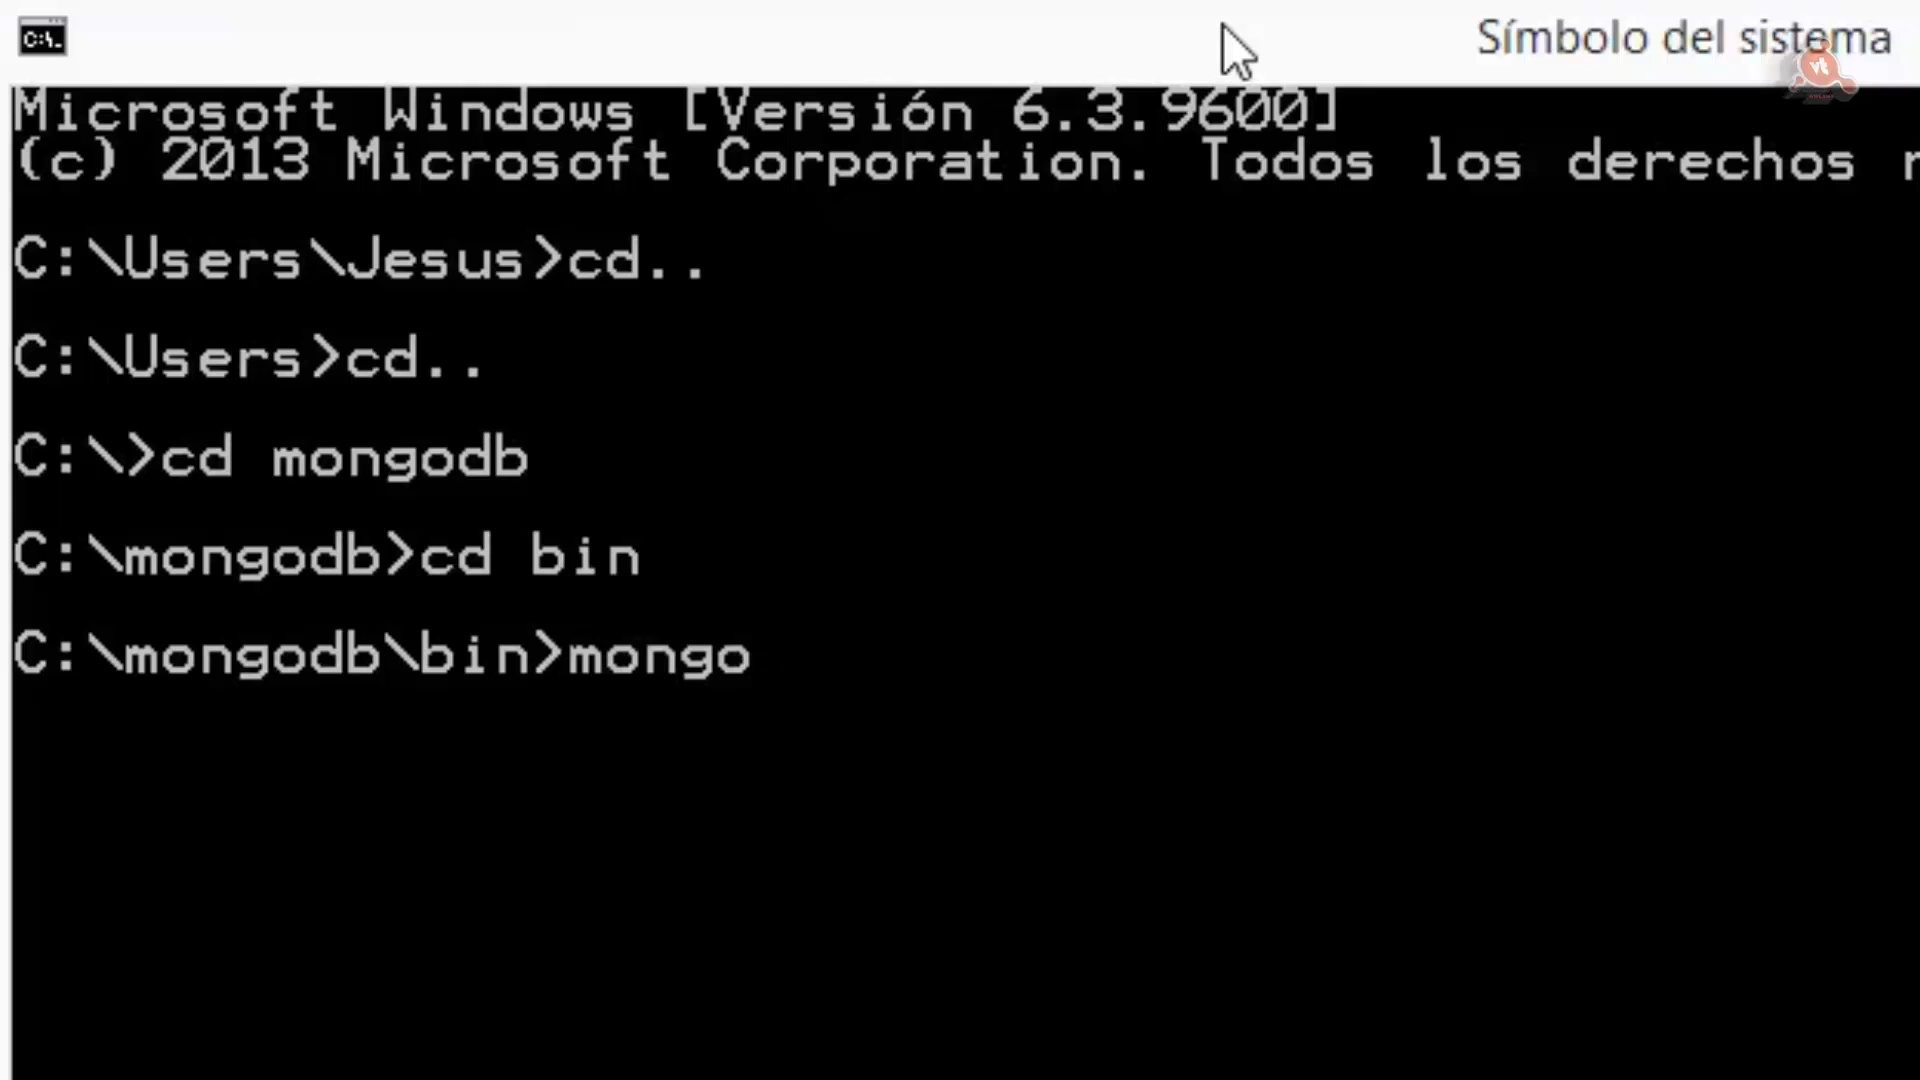 C:\.
Símbolo del sistema
vt
Microsoft Windows [Versión 6.3.9600]
(c) 2013 Microsoft Corporation. Todos los derechos
C:\Users\Jesus>cd..
C:\Users>cd..
C:\>cd mongodb
C:\mongodb>cd bin
C:\mongodb\bin>mongo